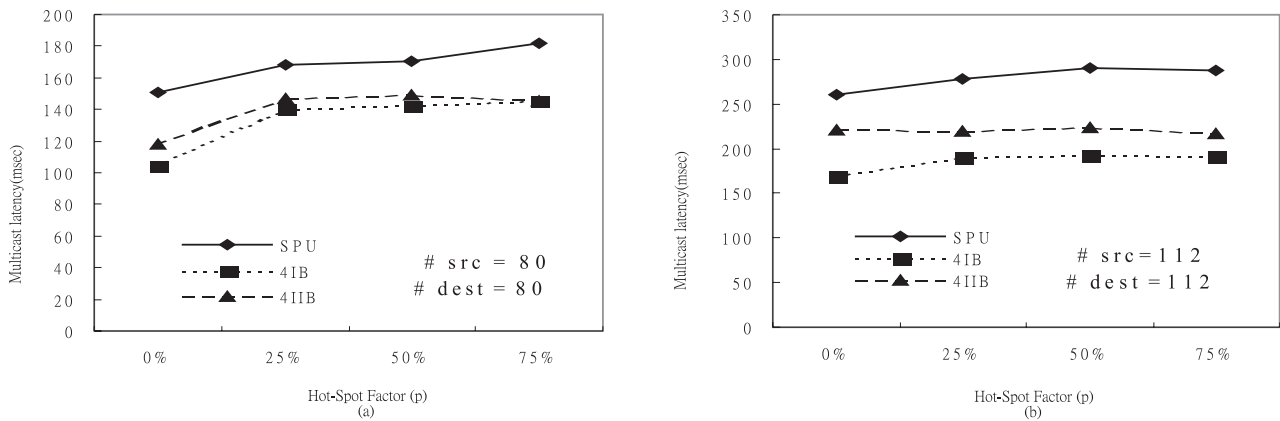 200
180
160
140
120
100
80
60
40
20
0
Multicast latency(msec)
SPU
4IB
4IIB
# src = 80
# dest = 80
0% 25% 50% 75%
Hot-Spot Factor (p)
(a)
350
300
250
200
150
100
50
0
Multicast latency(msec)
SPU
4IB
4IIB
# src=112
# dest =112
0% 25% 50% 75%
Hot-Spot Factor (p)
(b)